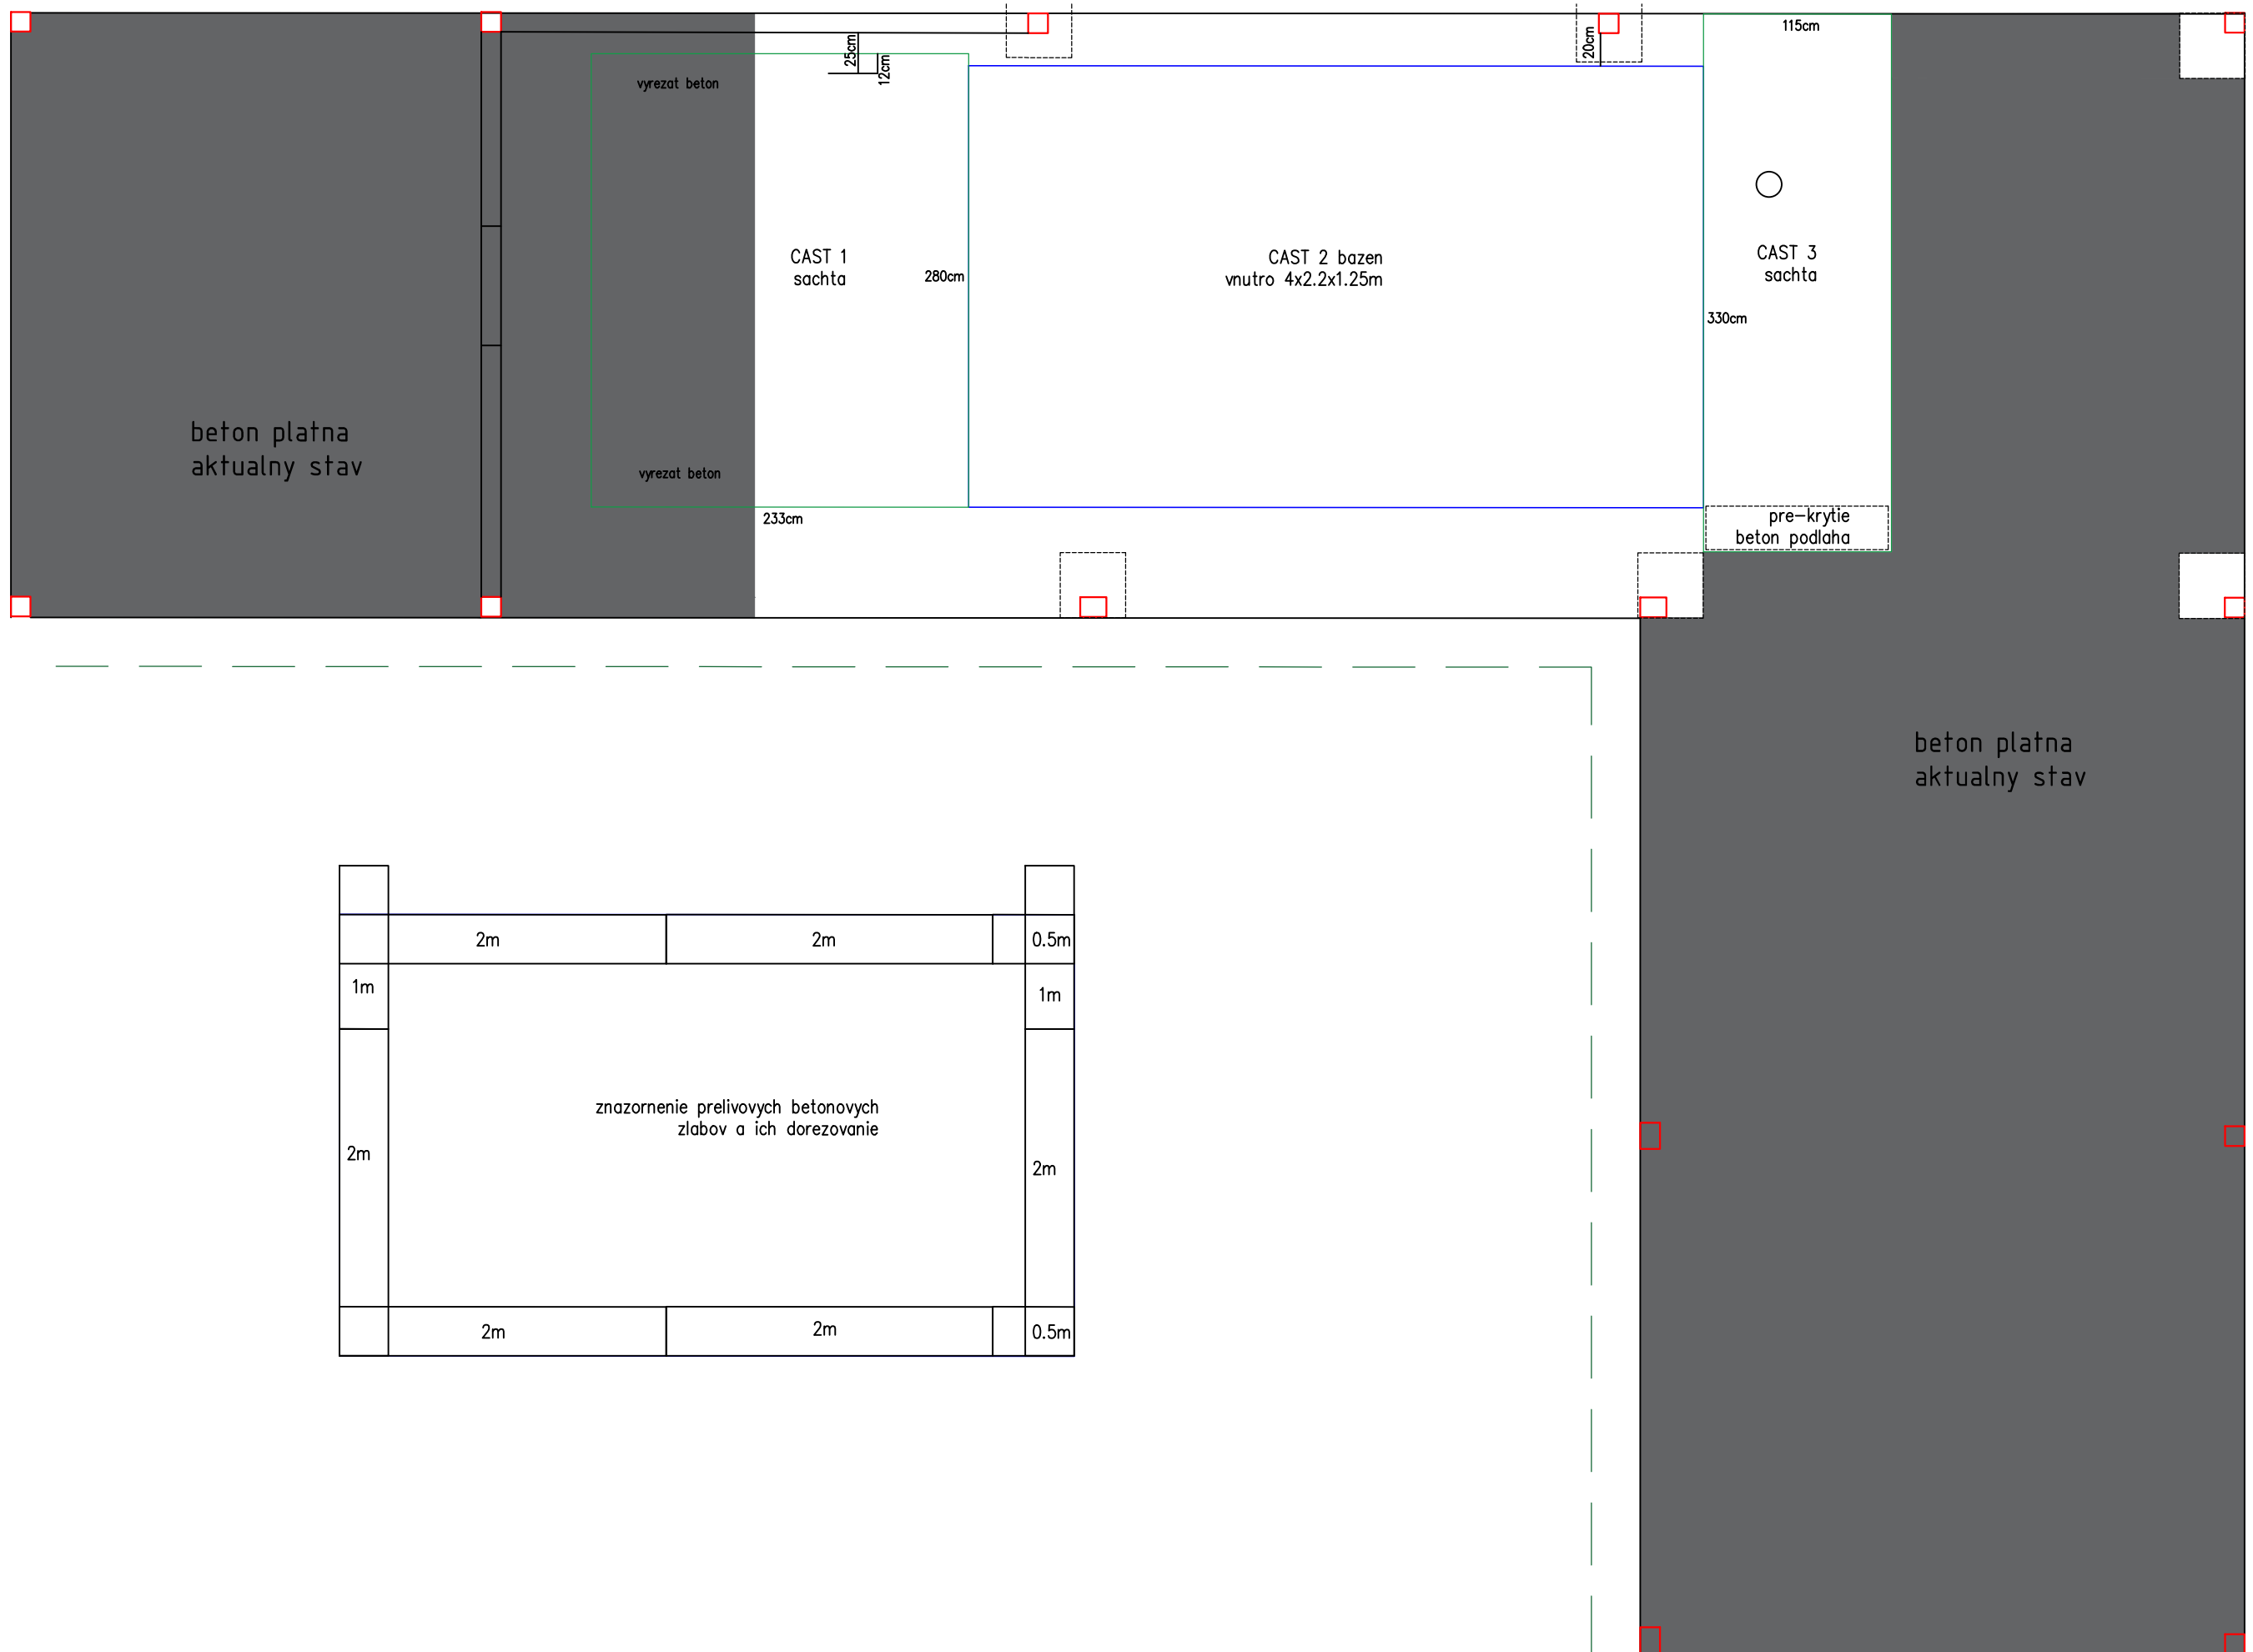 115cm
25cm
12cm
20cm
vyrezat beton
CAST 1
sachta
280cm
CAST 2 bazen
vnutro 4x2.2x1.25m
CAST 3
sachta
330cm
beton platna
aktualny stav
vyrezat beton
233cm
pre-krytie
beton podlaha
beton platna
aktualny stav
2m
2m
0.5m
1m
1m
znazornenie prelivovych betonovych
zlabov a ich dorezovanie
2m
2m
2m
2m
0.5m